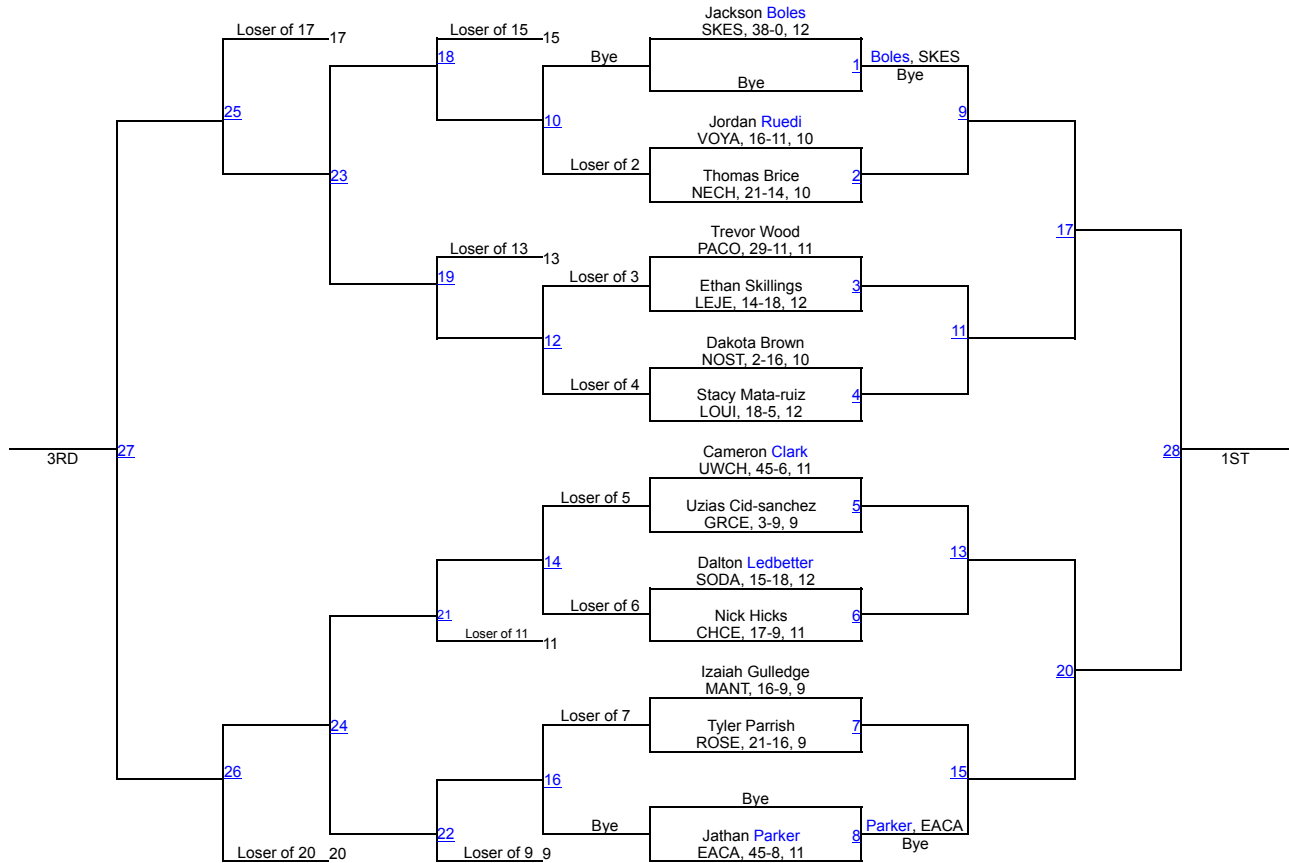 Jackson Boles
Loser of 17 17
Loser of 15 15
SKES, 38-0, 12
18
Bye
1
Boles, SKES
Bye
Bye
25
10
Jordan Ruedi
9
VOYA, 16-11, 10
Loser of 2
23
Thomas Brice
2
NECH, 21-14, 10
Trevor Wood
17
Loser of 13 13
PACO, 29-11, 11
19
Loser of 3
Ethan Skillings
3
LEJE, 14-18, 12
11
12
Dakota Brown
NOST, 2-16, 10
Loser of 4
Stacy Mata-ruiz
4
LOUI, 18-5, 12
27
3RD
Cameron Clark
28
1ST
UWCH, 45-6, 11
Loser of 5
Uzias Cid-sanchez
5
GRCE, 3-9, 9
14
Dalton Ledbetter
13
SODA, 15-18, 12
Loser of 6
21
Nick Hicks
6
CHCE, 17-9, 11
Loser of 11 11
Izaiah Gulledge
20
MANT, 16-9, 9
24
Loser of 7
Tyler Parrish
7
ROSE, 21-16, 9
26
16
15
Bye
22
Bye
Jathan Parker
8
Parker, EACA
Bye
EACA, 45-8, 11
Loser of 20 20
Loser of 9 9